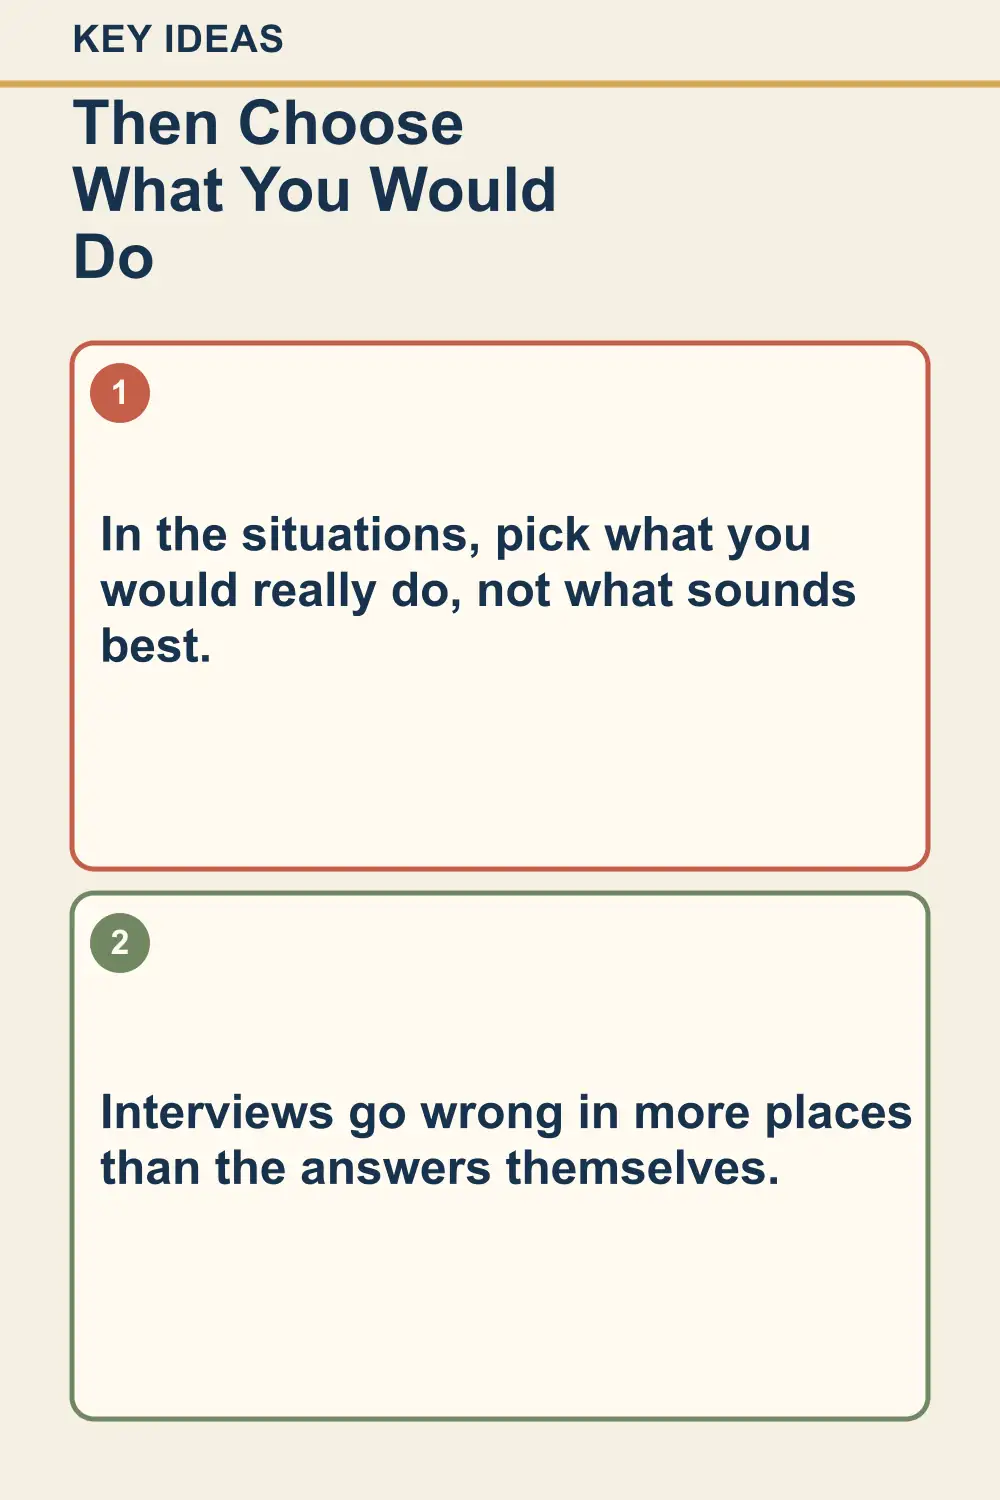 KEY IDEAS
Then Choose
What You Would
Do
1
In the situations, pick what you
would really do, not what sounds
best.
2
Interviews go wrong in more places
than the answers themselves.